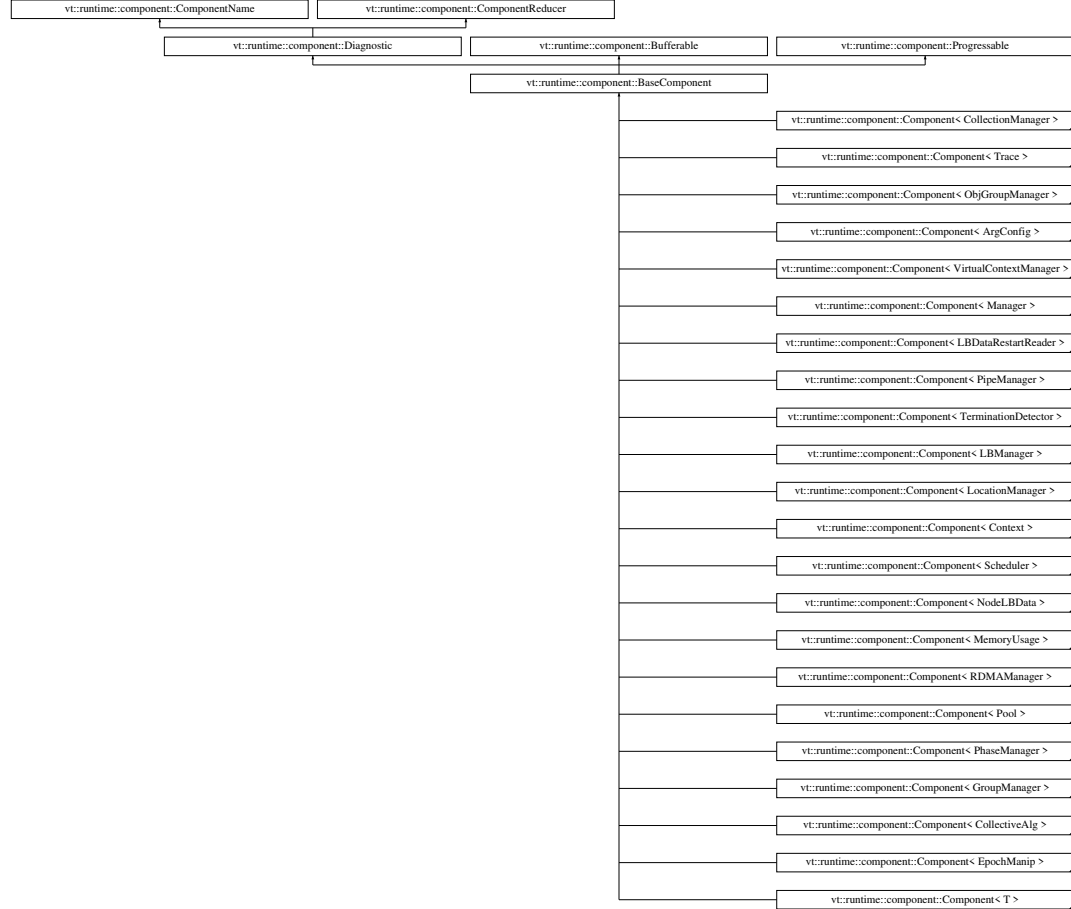 vt::runtime::component::ComponentName
vt::runtime::component::ComponentReducer
vt::runtime::component::Diagnostic
vt::runtime::component::Bufferable
vt::runtime::component::Progressable
vt::runtime::component::BaseComponent
vt::runtime::component::Component< CollectionManager >
vt::runtime::component::Component< Trace >
vt::runtime::component::Component< ObjGroupManager >
vt::runtime::component::Component< ArgConfig >
vt::runtime::component::Component< VirtualContextManager >
vt::runtime::component::Component< Manager >
vt::runtime::component::Component< LBDataRestartReader >
vt::runtime::component::Component< PipeManager >
vt::runtime::component::Component< TerminationDetector >
vt::runtime::component::Component< LBManager >
vt::runtime::component::Component< LocationManager >
vt::runtime::component::Component< Context >
vt::runtime::component::Component< Scheduler >
vt::runtime::component::Component< NodeLBData >
vt::runtime::component::Component< MemoryUsage >
vt::runtime::component::Component< RDMAManager >
vt::runtime::component::Component< Pool >
vt::runtime::component::Component< PhaseManager >
vt::runtime::component::Component< GroupManager >
vt::runtime::component::Component< CollectiveAlg >
vt::runtime::component::Component< EpochManip >
vt::runtime::component::Component< T >